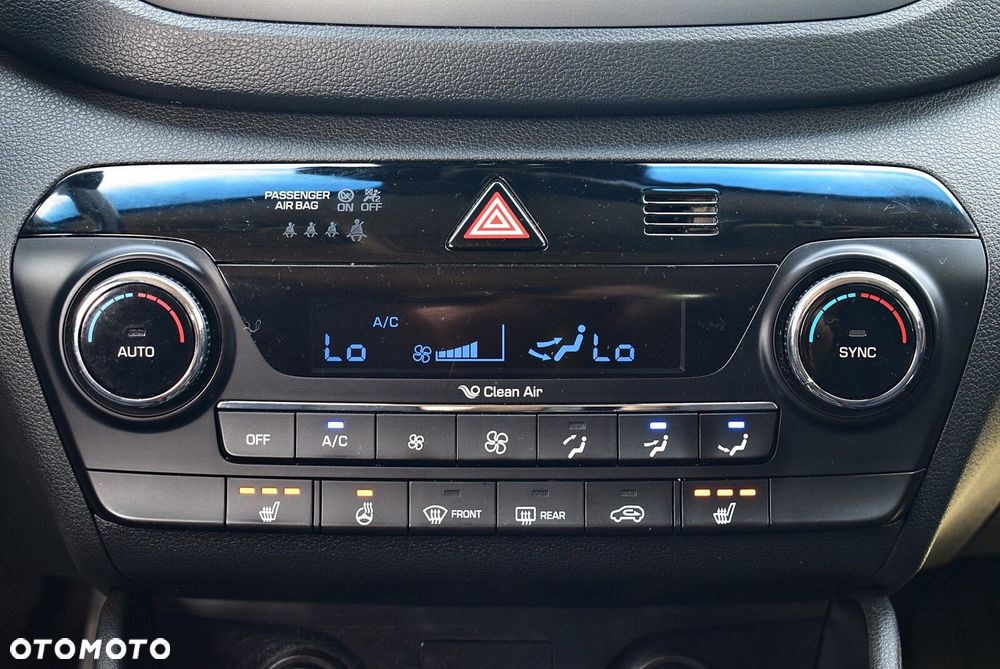 PASSENGER
AIR BAG
ON OFF
A/C
Lo Lo
AUTO
SYNC
Clean Air
OFF A/C
FRONT REAR
OTOMOTO